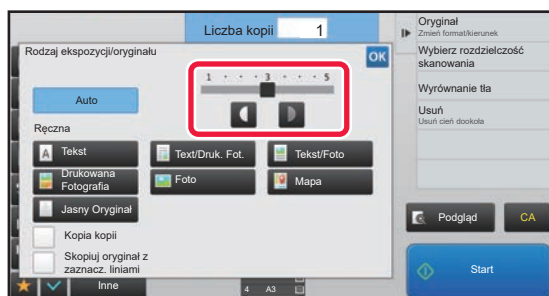 Liczba kopii 1
Rodzaj ekspozycji/oryginału
OK
1 · · 3 · · 5
Auto
Ręczna
Tekst
Text/Druk. Fot.
Tekst/Foto
Drukowana
Fotografia
Foto
Mapa
Jasny Oryginał
Kopia kopii
Skopiuj oryginał z
zaznacz. liniami
Inne
4 A3
Oryginał
Zmień format/kierunek
Wybierz rozdzielczość
skanowania
Wyrównanie tła
Usuń
Usuń cień dookoła
Podgląd
CA
Start